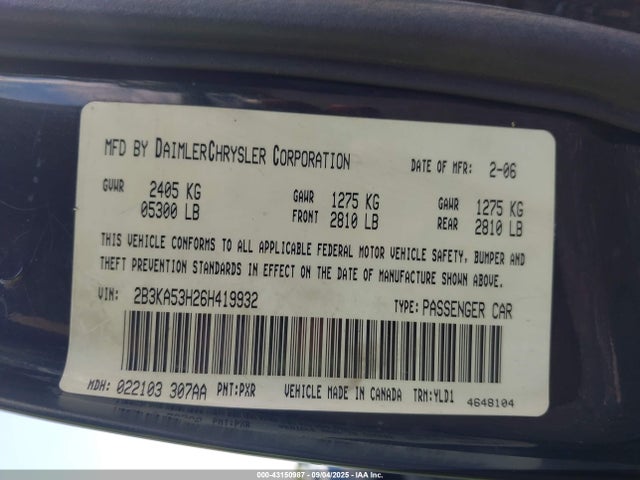 MFD BY DAIMLERCHRYSLER CORPORATION DATE OF MFR: 2-06
GVWR 2405 KG GAWR 1275 KG GAWR 1275 KG
05300 LB FRONT 2810 LB REAR 2810 LB
THIS VEHICLE CONFORMS TO ALL APPLICABLE FEDERAL MOTOR VEHICLE SAFETY, BUMPER AND
THEFT PREVENTION STANDARDS IN EFFECT ON THE DATE OF MANUFACTURE SHOWN ABOVE.
VIN: 2B3KA53H26H419932 TYPE: PASSENGER CAR
MDH: 022103 307AA PNT: PXR VEHICLE MADE IN CANADA TRM: YLD1
4648104
000-43150987 - 09/04/2025 - IAA Inc.